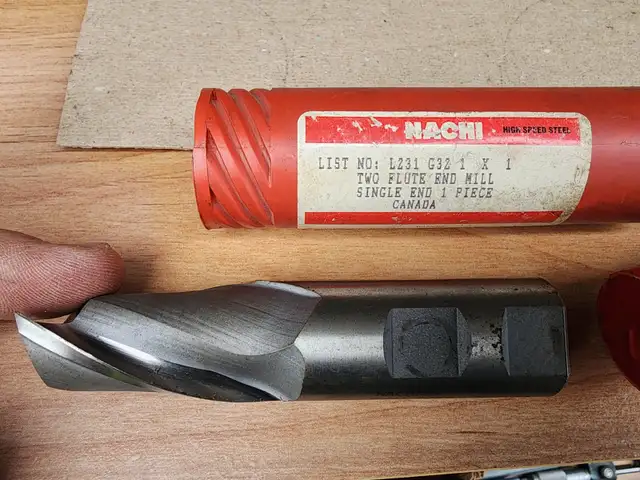 NACHI HIGH SPEED STEEL
LIST NO: L231 G32 1 X 1
TWO FLUTE END MILL
SINGLE END 1 PIECE
CANADA